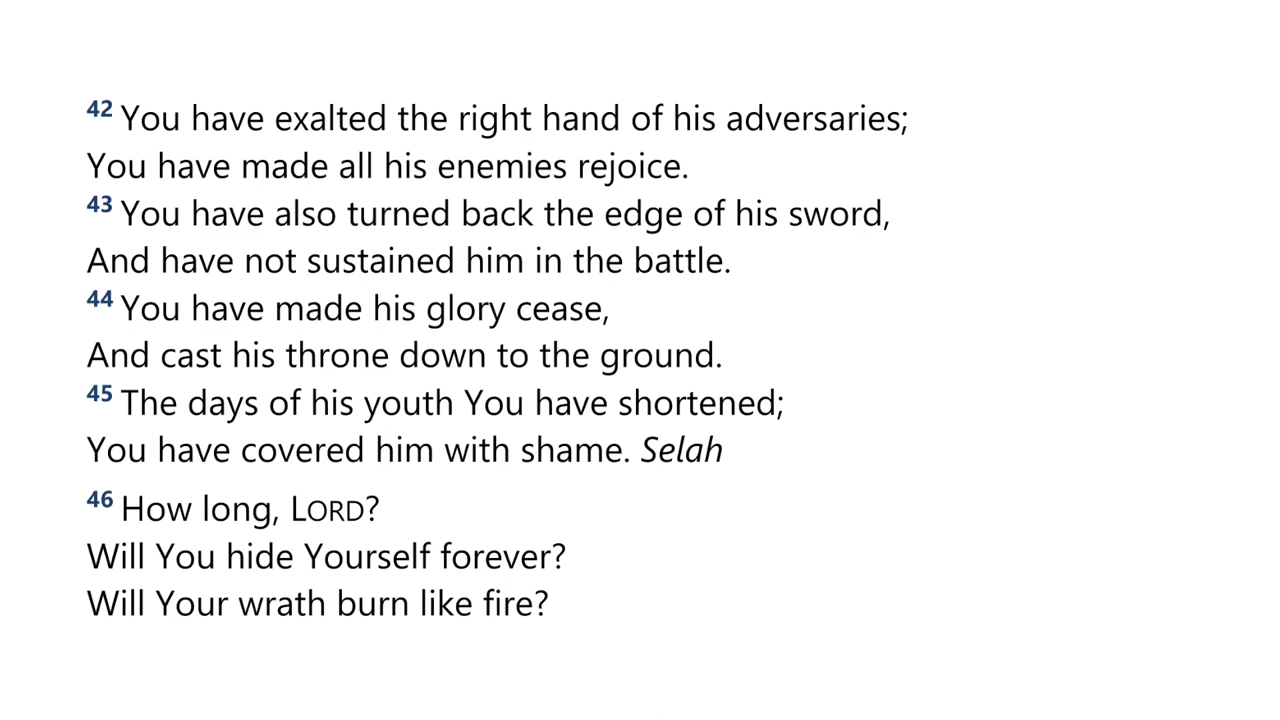 42 You have exalted the right hand of his adversaries;
You have made all his enemies rejoice.
43 You have also turned back the edge of his sword,
And have not sustained him in the battle.
44 You have made his glory cease,
And cast his throne down to the ground.
45 The days of his youth You have shortened;
You have covered him with shame. Selah
46 How long, LORD?
Will You hide Yourself forever?
Will Your wrath burn like fire?